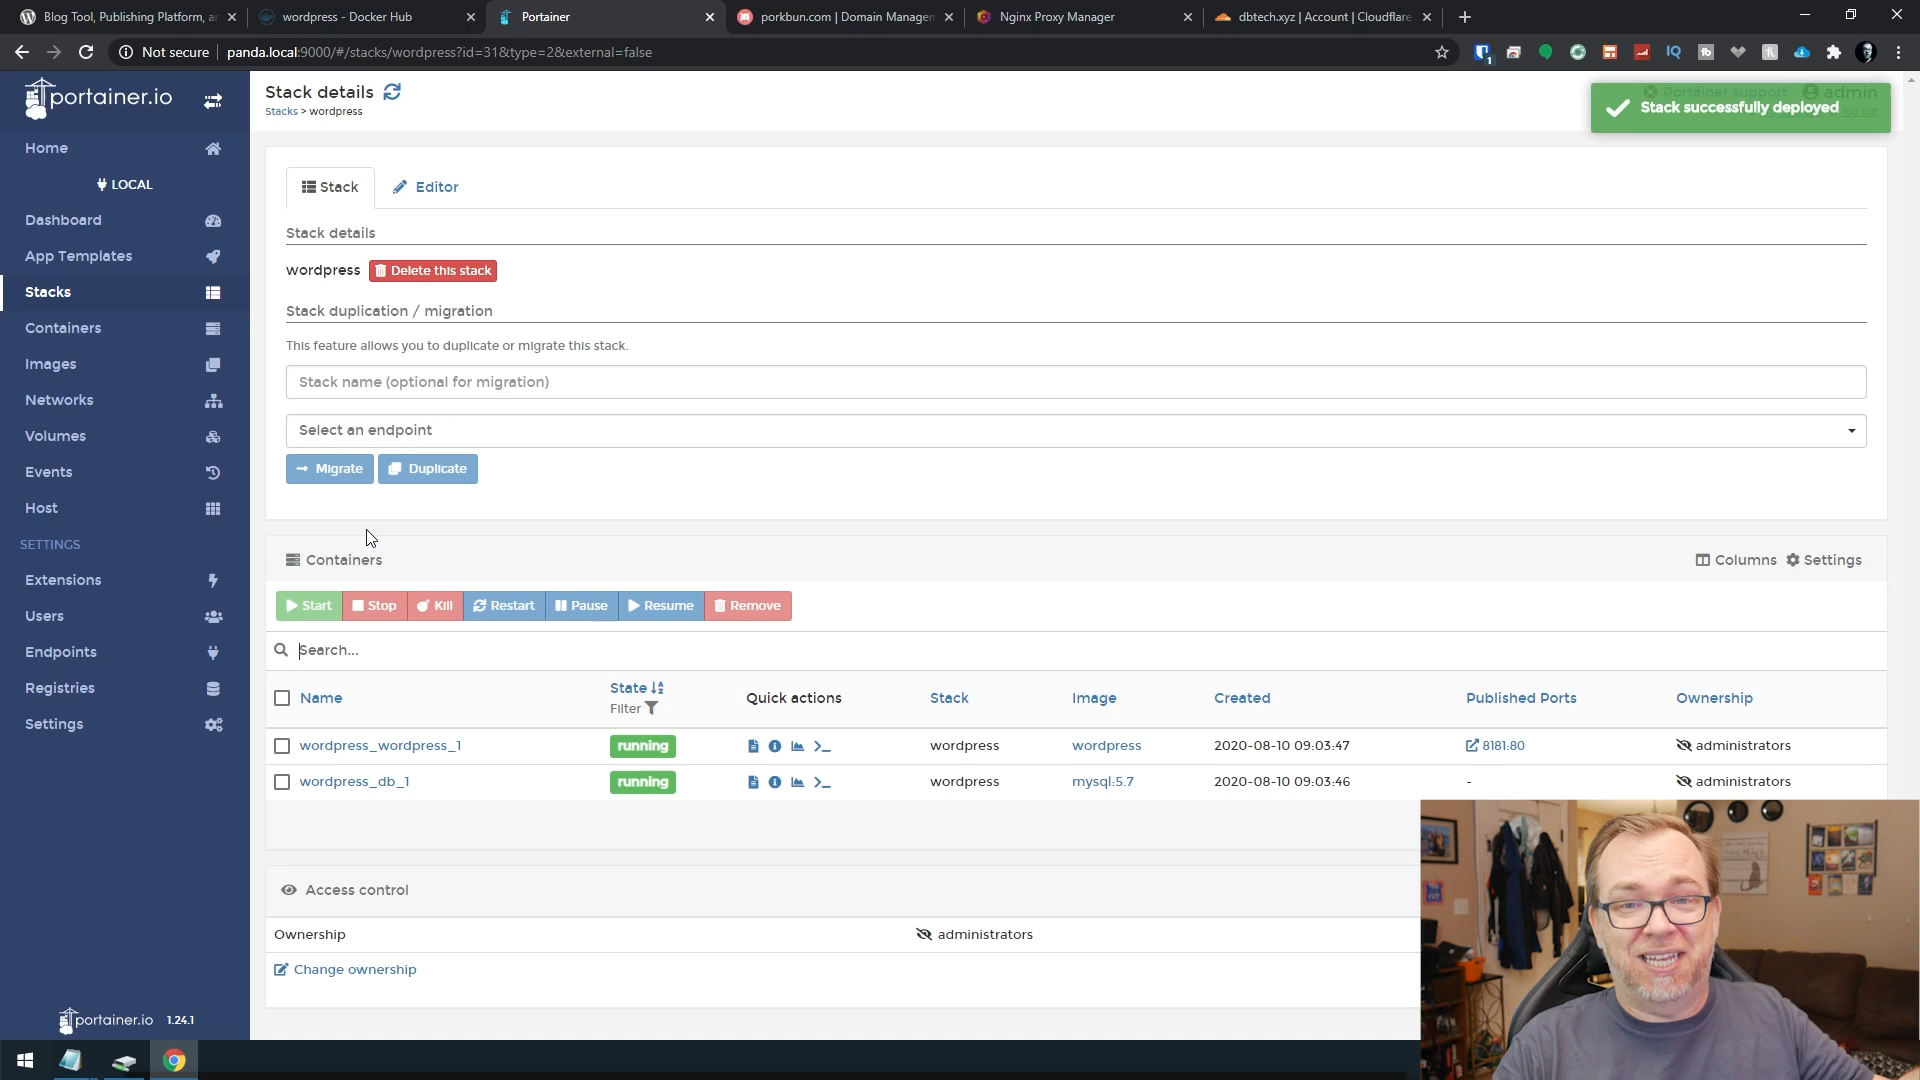 Blog Tool, Publishing Platform, a
wordpress - Docker Hub
Portainer
porkbun.com | Domain Managem
Nginx Proxy Manager
dbtech.xyz | Account | Cloudflare
Not secure
panda.local:9000/#/stacks/wordpress?id=31&type=2&external=false
portainer.io
Home
LOCAL
Dashboard
App Templates
Stacks
Containers
Images
Networks
Volumes
Events
Host
SETTINGS
Extensions
Users
Endpoints
Registries
Settings
portainer.io 1.24.1
Stack details
Stacks > wordpress
Portainer support admin
Stack successfully deployed
log out
Stack
Editor
Stack details
wordpress Delete this stack
Stack duplication / migration
This feature allows you to duplicate or migrate this stack.
Stack name (optional for migration)
Select an endpoint
Migrate Duplicate
Containers
Columns Settings
Start Stop Kill Restart Pause Resume Remove
Search...
Name State Quick actions Stack Image Created Published Ports Ownership
Filter
wordpress_wordpress_1 running wordpress wordpress 2020-08-10 09:03:47 8181:80 administrators
wordpress_db_1 running wordpress mysql:5.7 2020-08-10 09:03:46 - administrators
Access control
Ownership administrators
Change ownership